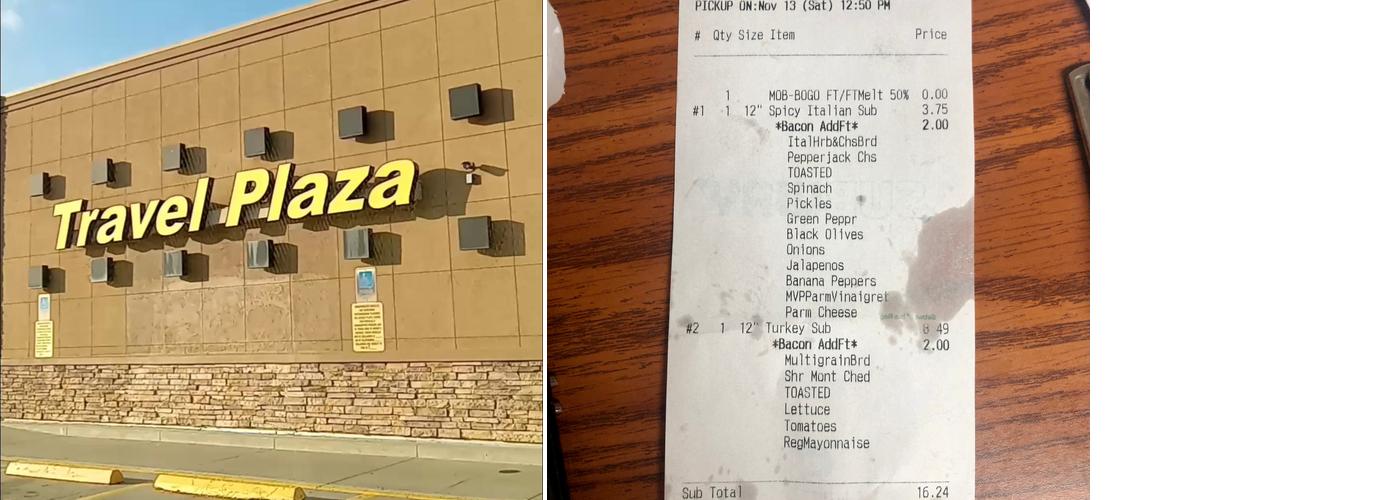 Travel Plaza
PICKUP ON:Nov 13 (Sat) 12:50 PM
# Qty Size Item Price
1 MOB-BOGO FT/FTMelt 50% 0.00
#1 1 12" Spicy Italian Sub 3.75
*Bacon AddFt* 2.00
ItalHrb&ChsBrd
Pepperjack Chs
TOASTED
Spinach
Pickles
Green Peppr
Black Olives
Onions
Jalapenos
Banana Peppers
MVPParmVinaigret
Parm Cheese
#2 1 12" Turkey Sub 8 49
*Bacon AddFt* 2.00
MultigrainBrd
Shr Mont Ched
TOASTED
Lettuce
Tomatoes
RegMayonnaise
Sub Total 16.24